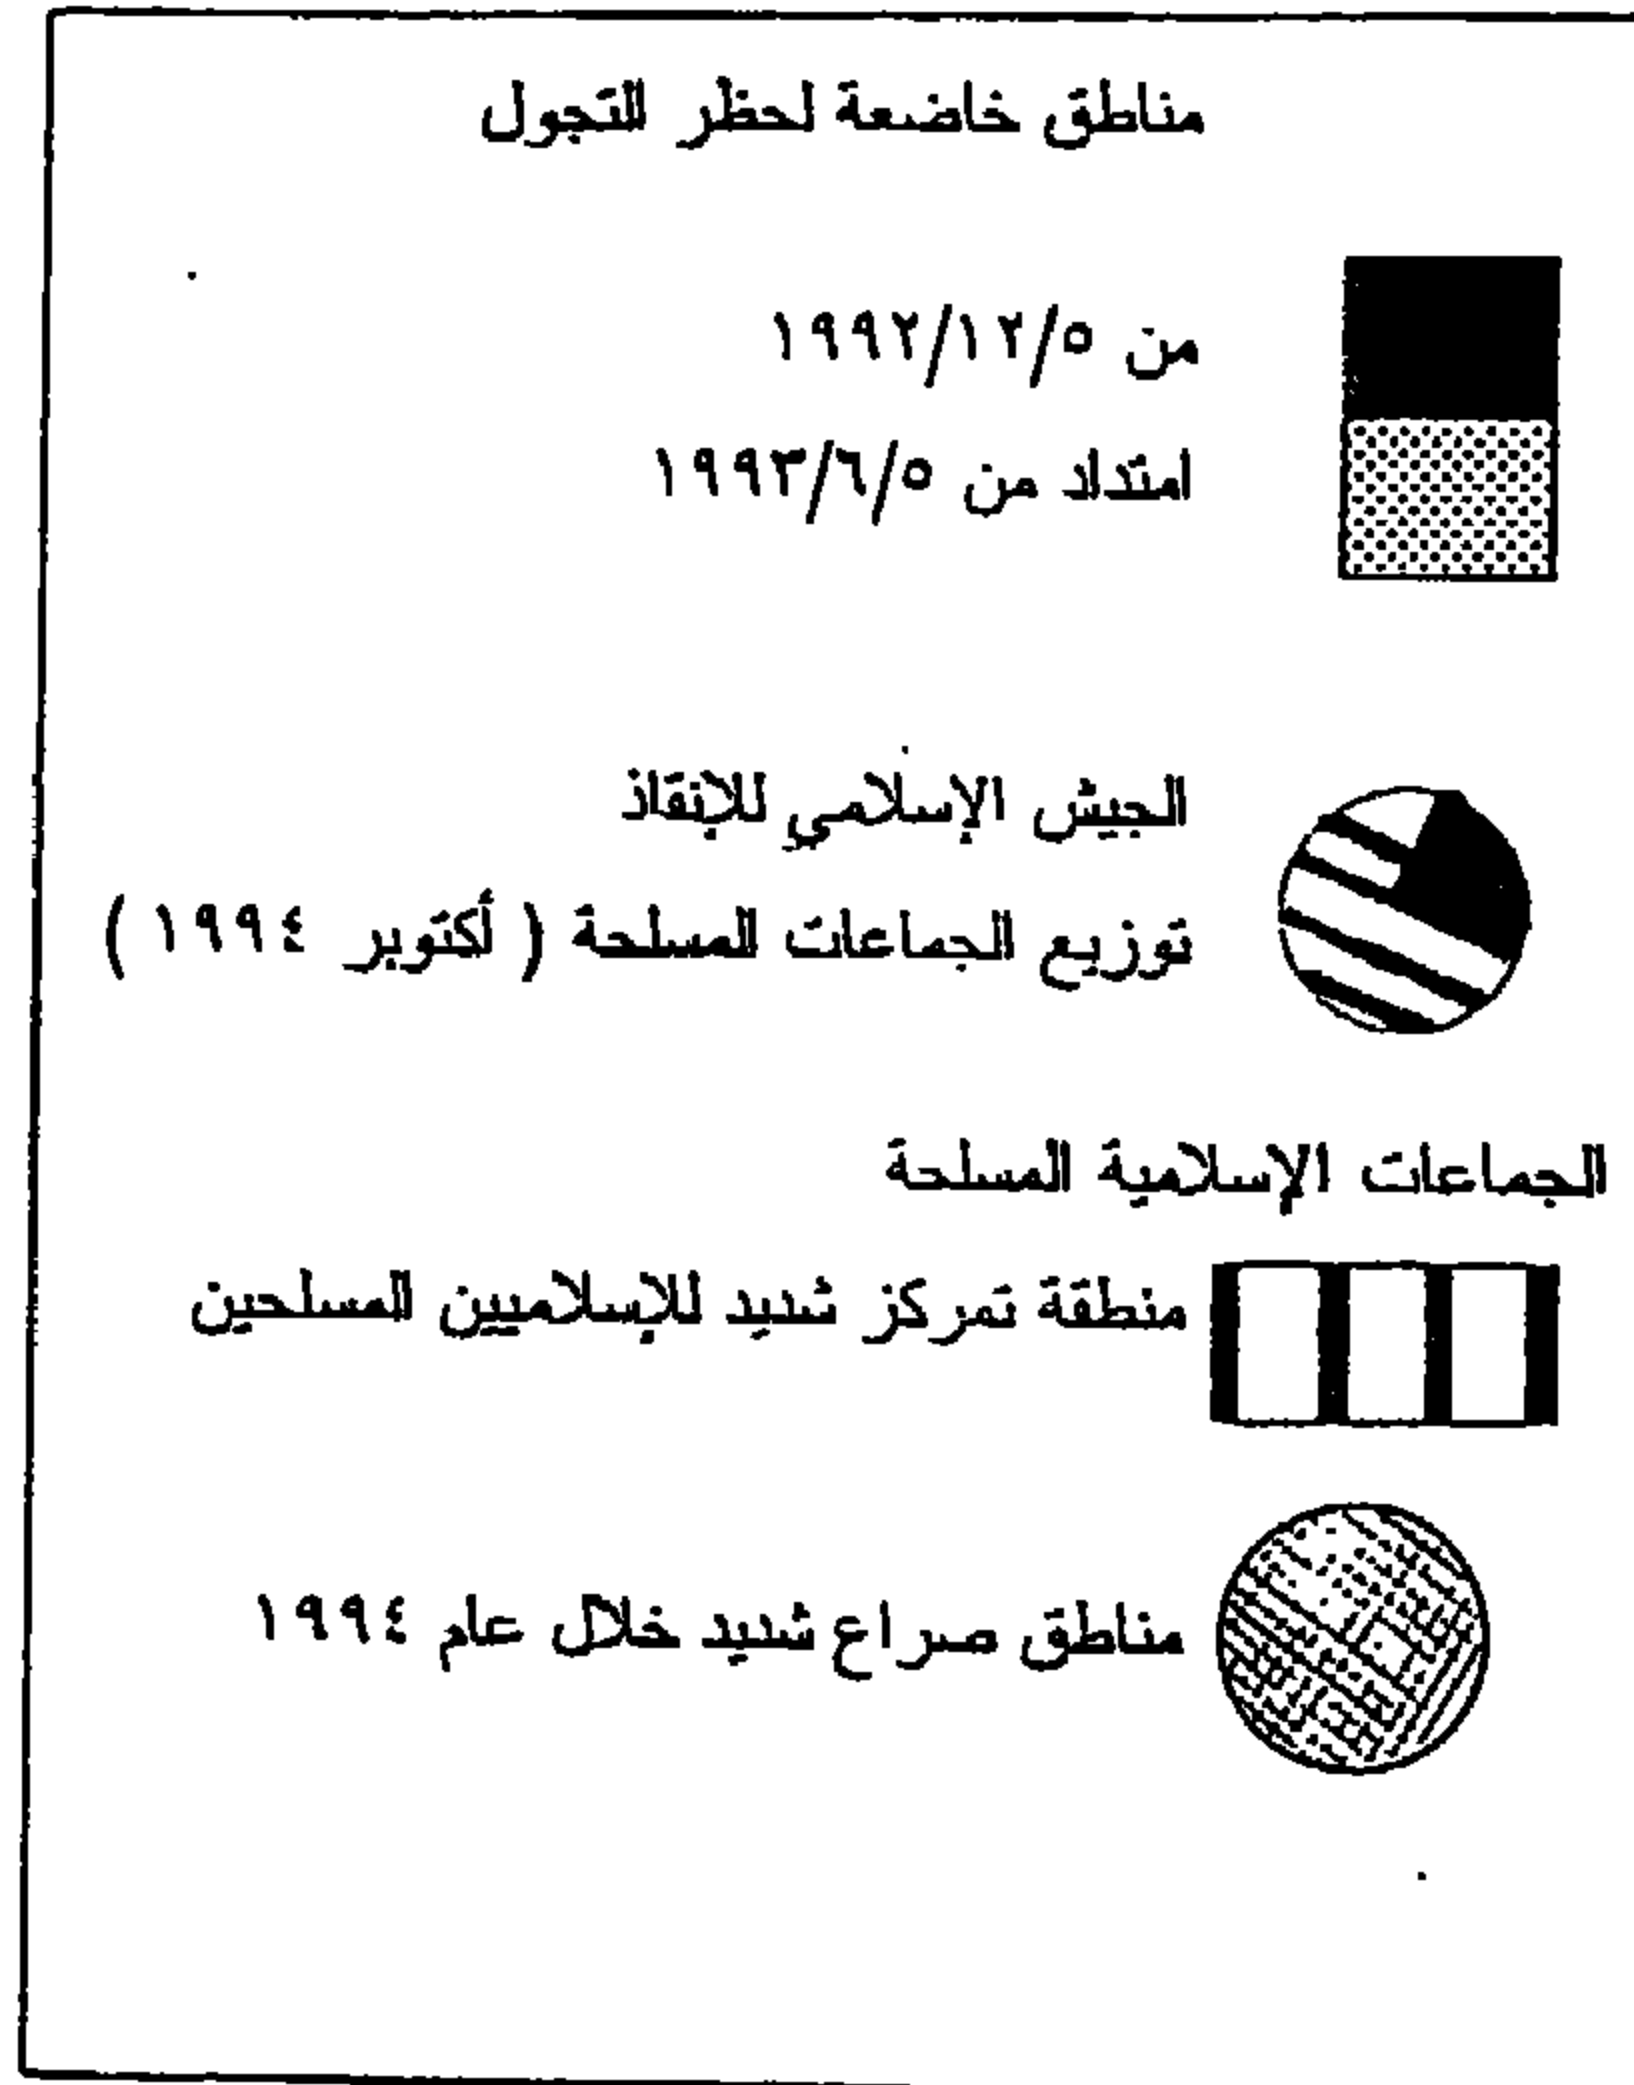 مناطق خاضعة لحظر التجول
من ١٩٩٢/١٢/٥
امتداد من ١٩٩٣/٦/٥
الجيش الإسلامي للإنقاذ
توزيع الجماعات المسلحة ( أكتوبر ١٩٩٤ )
الجماعات الإسلامية المسلحة
منطقة تمركز شديد للإسلاميين المسلحين
مناطق صراع شديد خلال عام ١٩٩٤